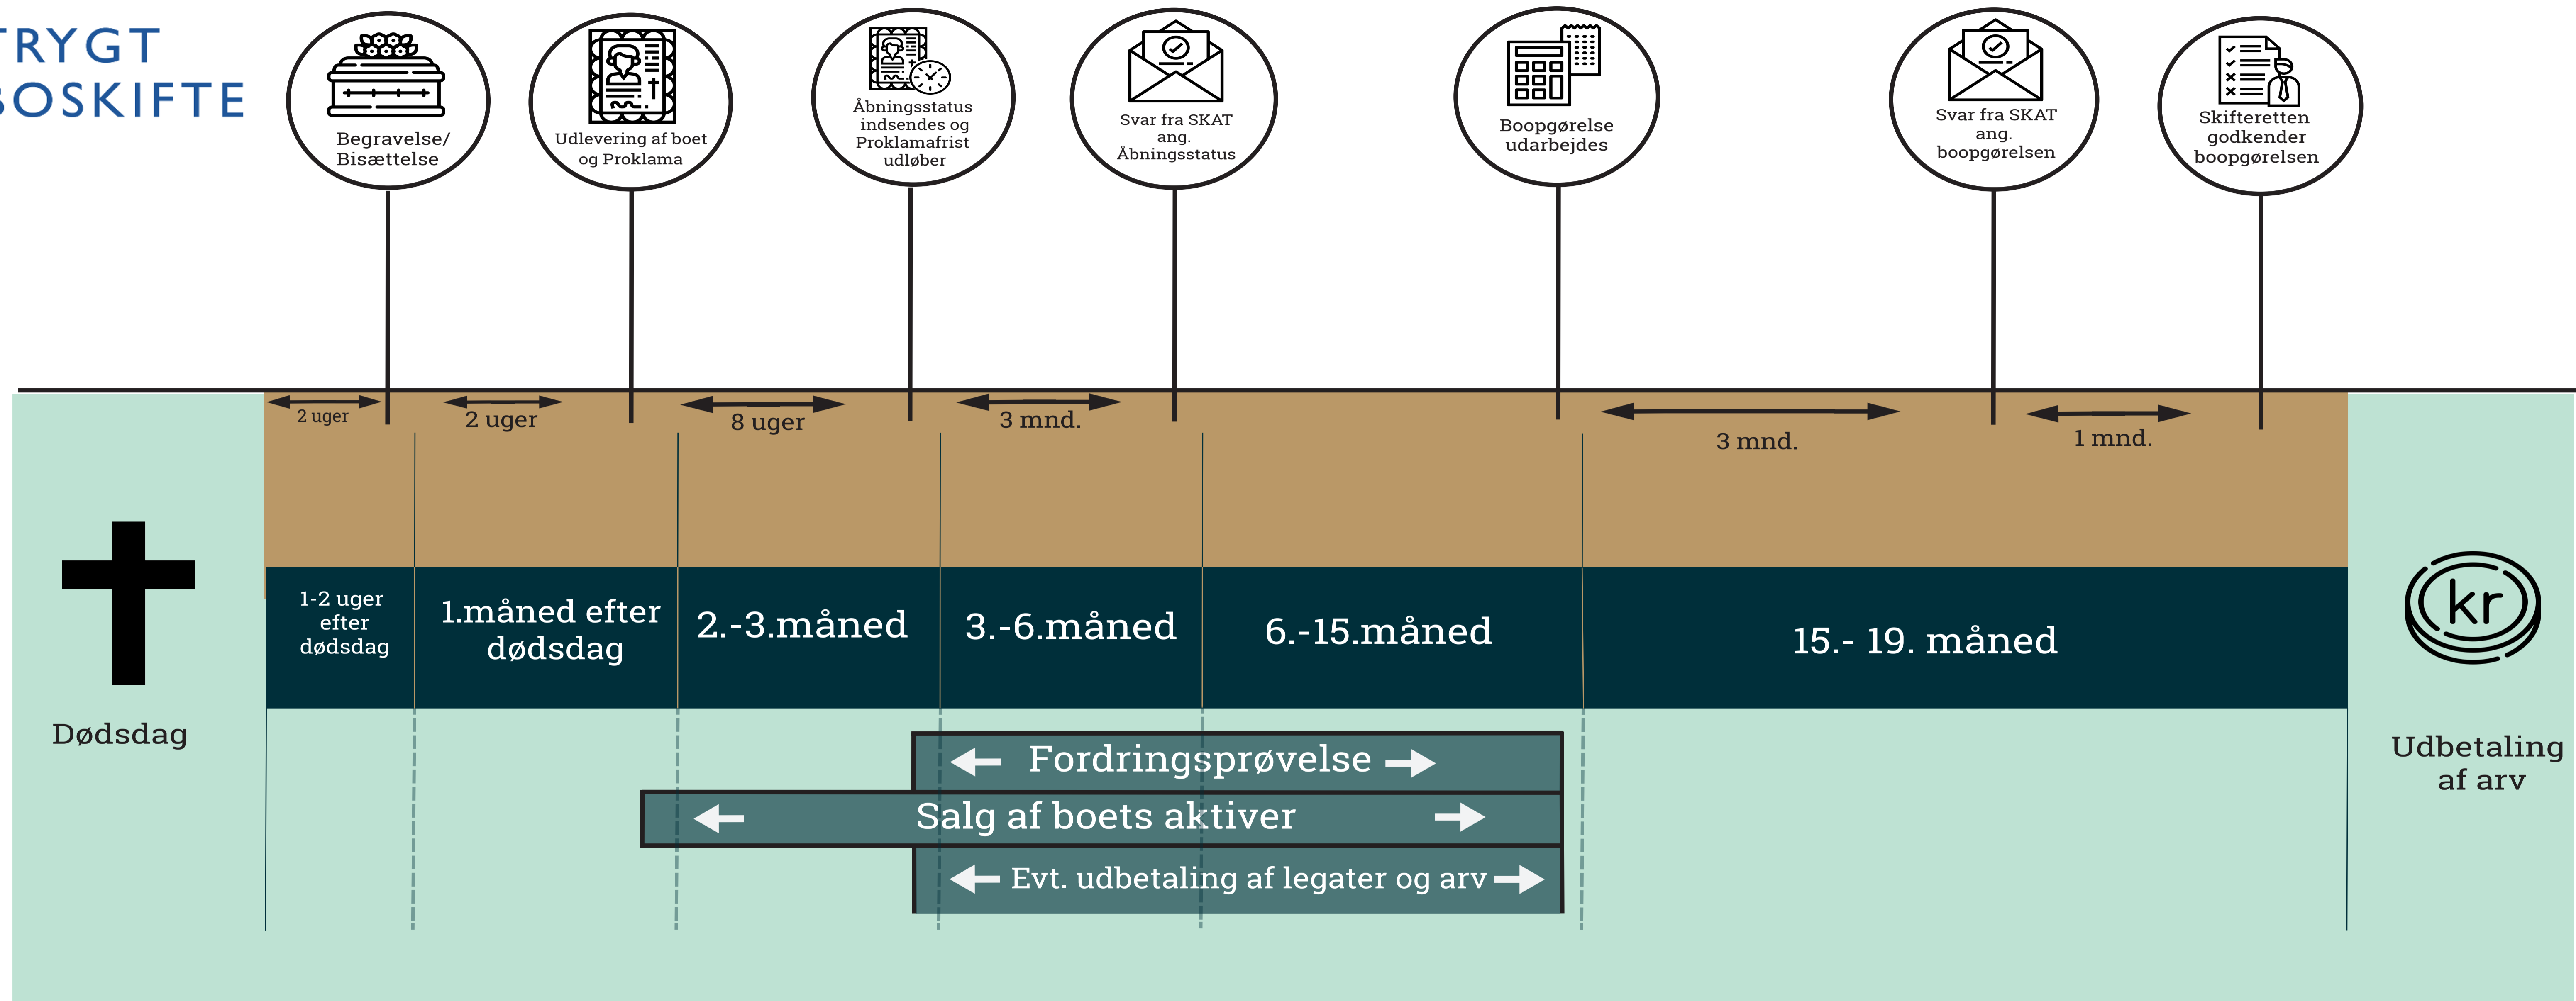 TRYGT
BOSKIFTE
Begravelse/
Bisættelse
Udlevering af boet
og Proklama
Åbningsstatus
indsendes og
Proklamafrist
udløber
Svar fra SKAT
ang.
Åbningsstatus
Boopgørelse
udarbejdes
Svar fra SKAT
ang.
boopgørelsen
Skifteretten
godkender
boopgørelsen
2 uger
2 uger
8 uger
3 mnd.
3 mnd.
1 mnd.
Dødsdag
1-2 uger
efter
dødsdag
1.måned efter
dødsdag
2.-3.måned
3.-6.måned
6.-15.måned
15.- 19. måned
kr
Udbetaling
af arv
Fordringsprøvelse
Salg af boets aktiver
Evt. udbetaling af legater og arv